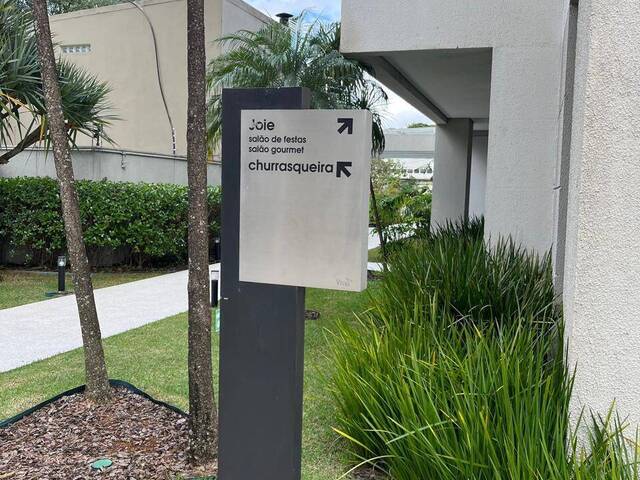 Joie
salão de festas
salão gourmet
churrasqueira